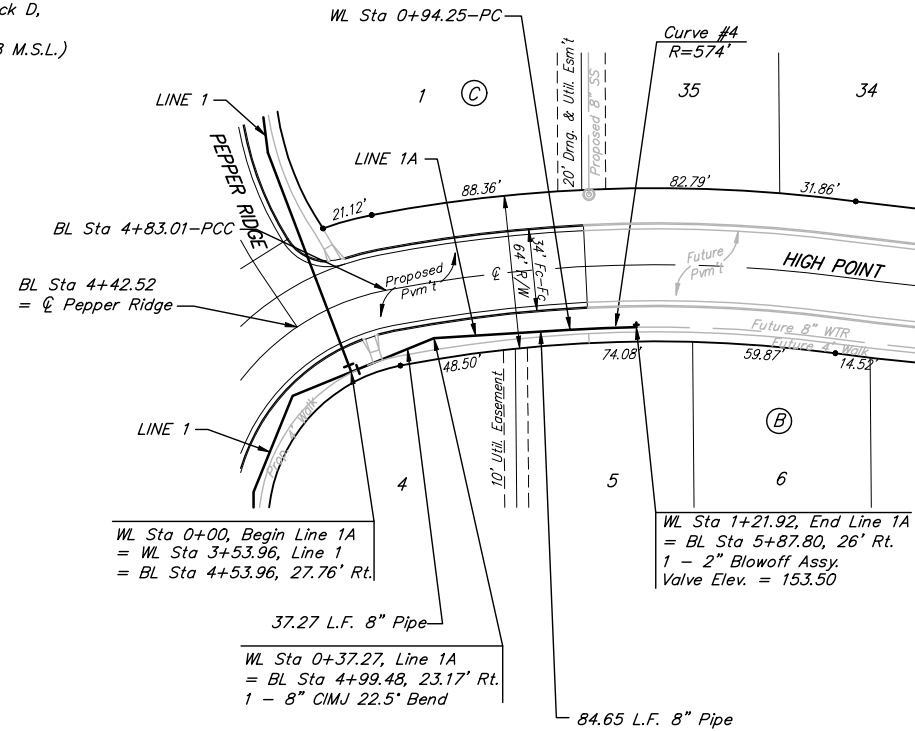 ck D,
3 M.S.L.)
WL Sta 0+94.25-PC
Curve #4
R=574'
LINE 1
1
C
20' Drng. & Util. Esm't
Proposed 8" SS
35
34
PEPPER RIDGE
LINE 1A
21.12'
88.36'
82.79'
31.86'
BL Sta 4+83.01-PCC
BL Sta 4+42.52
= ℄ Pepper Ridge
Proposed
Pvm't
℄
34' Fc-Fc
64' R/W
Future
Pvm't
HIGH POINT
Future 8" WTR
Future 4' Walk
48.50'
74.08'
59.87'
14.52'
LINE 1
Prop. 4' Walk
10' Util. Easement
4
5
B
6
WL Sta 0+00, Begin Line 1A
= WL Sta 3+53.96, Line 1
= BL Sta 4+53.96, 27.76' Rt.
WL Sta 1+21.92, End Line 1A
= BL Sta 5+87.80, 26' Rt.
1 - 2" Blowoff Assy.
Valve Elev. = 153.50
37.27 L.F. 8" Pipe
WL Sta 0+37.27, Line 1A
= BL Sta 4+99.48, 23.17' Rt.
1 - 8" CIMJ 22.5° Bend
84.65 L.F. 8" Pipe